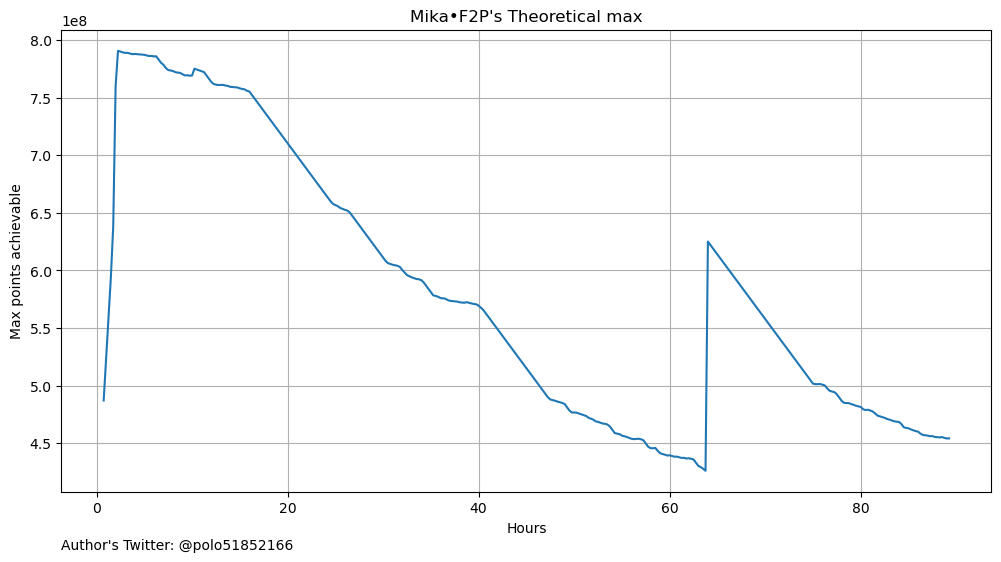 Mika•F2P's Theoretical max
1e8
8.0
7.5
7.0
6.5
6.0
5.5
5.0
4.5
Max points achievable
0 20 40 60 80
Hours
Author's Twitter: @polo51852166